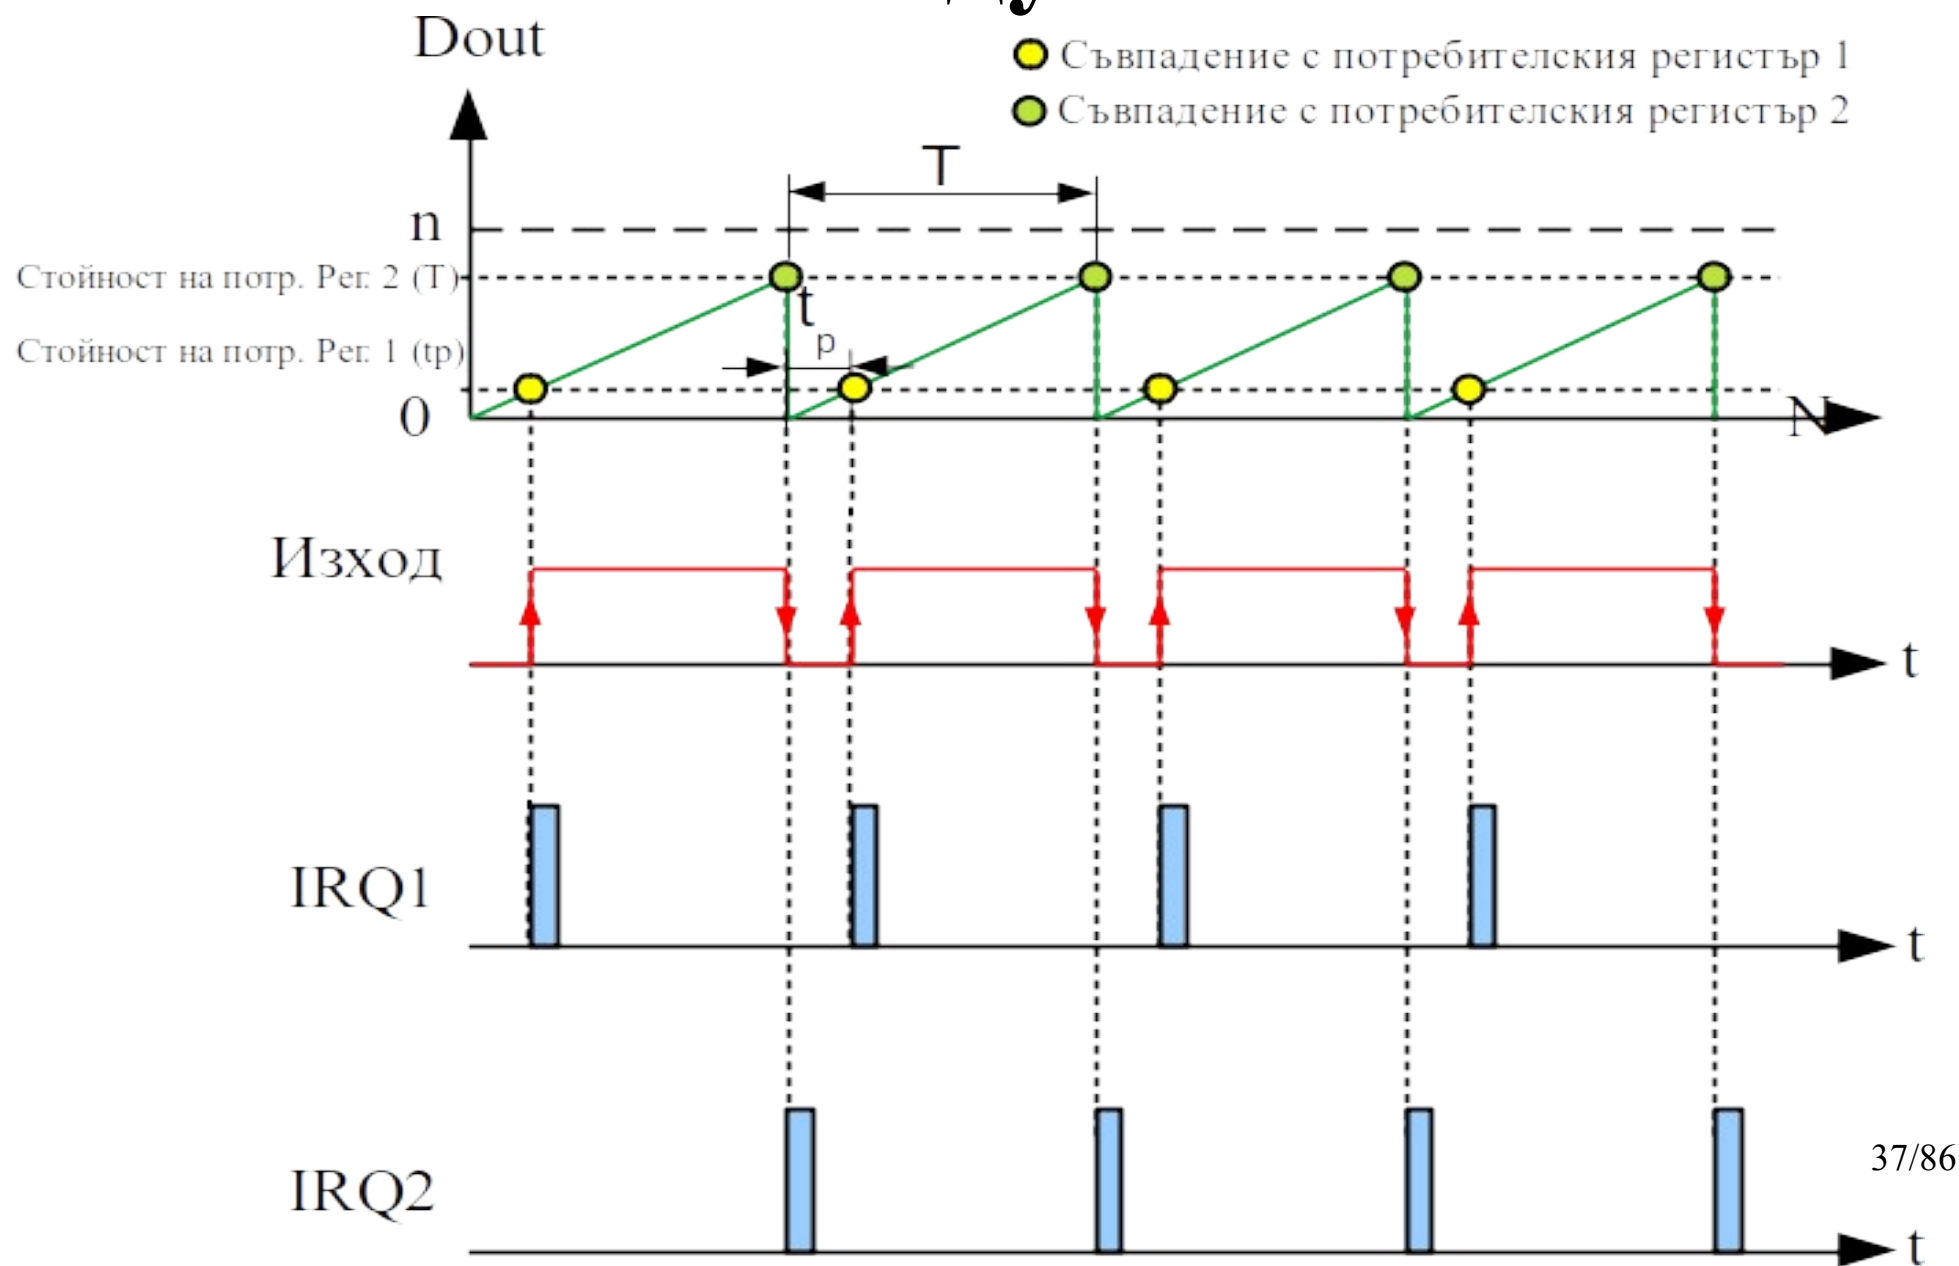 Dout
Съвпадение с потребителския регистър 1
Съвпадение с потребителския регистър 2
T
n
Стойност на потр. Рег. 2 (T)
t
p
Стойност на потр. Рег. 1 (tp)
0
N
Изход
t
IRQ1
t
37/86
IRQ2
t